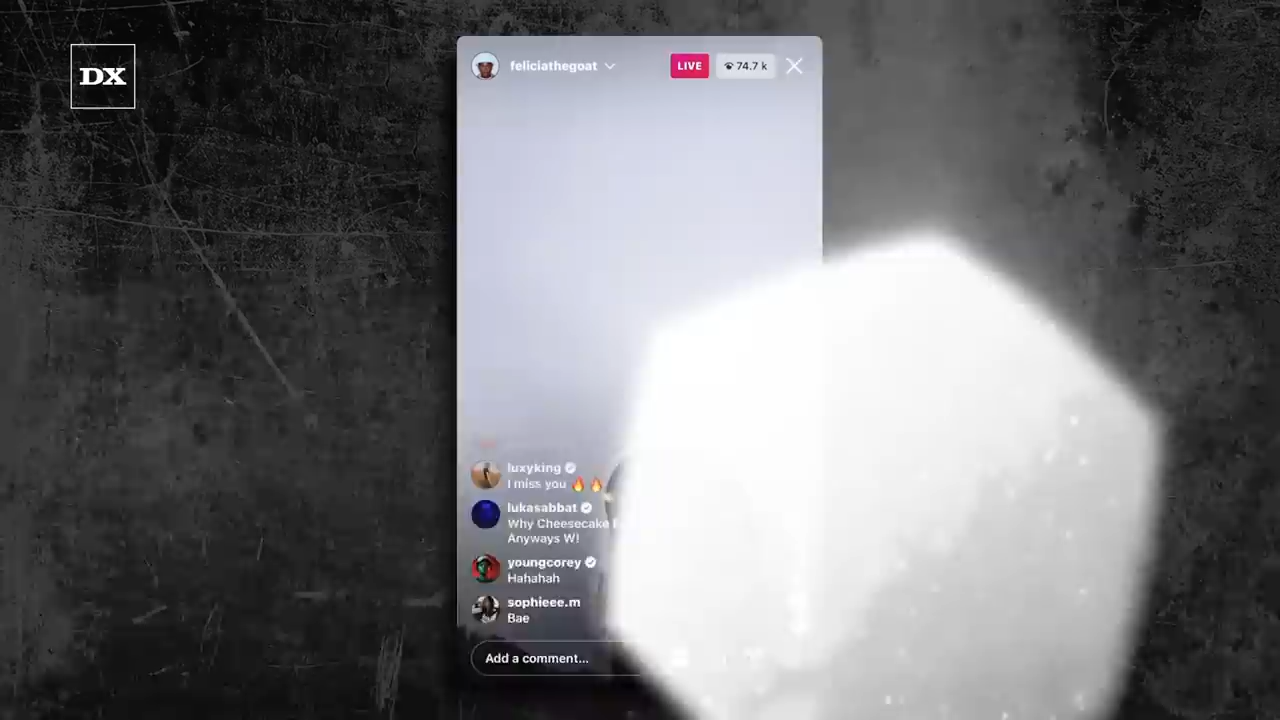 DX
feliciathegoat
LIVE
74.7 k
luxyking
I miss you 🔥 🔥
lukasabbat
Why Cheesecake
Anyways W!
youngcorey
Hahahah
sophieee.m
Bae
Add a comment...